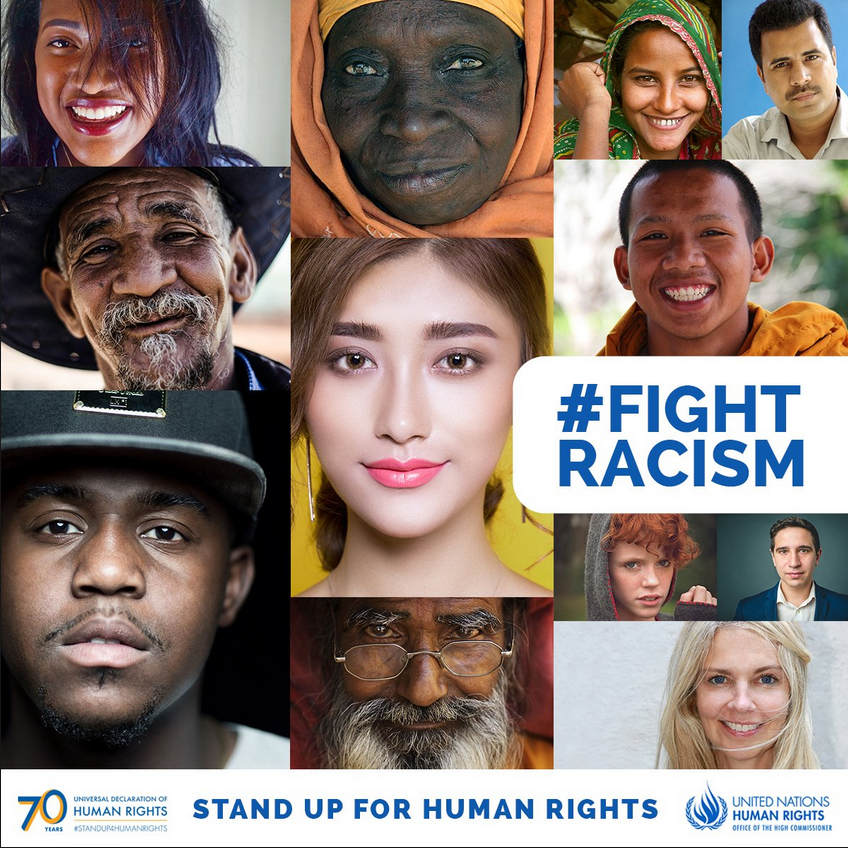 #FIGHT
RACISM
70
YEARS
UNIVERSAL DECLARATION OF
HUMAN RIGHTS
#STANDUP4HUMANRIGHTS
STAND UP FOR HUMAN RIGHTS
UNITED NATIONS
HUMAN RIGHTS
OFFICE OF THE HIGH COMMISSIONER